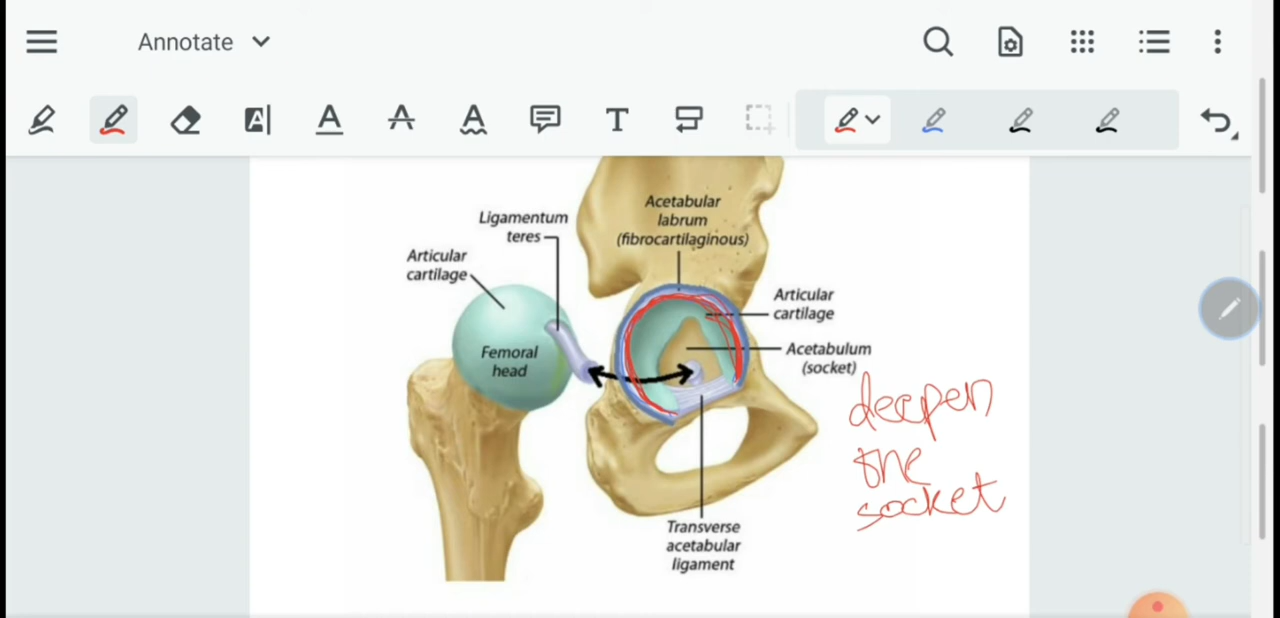 Annotate
Ligamentum
teres
Articular
cartilage
Femoral
head
Acetabular
labrum
(fibrocartilaginous)
Articular
cartilage
Acetabulum
(socket)
deepen
the
socket
Transverse
acetabular
ligament